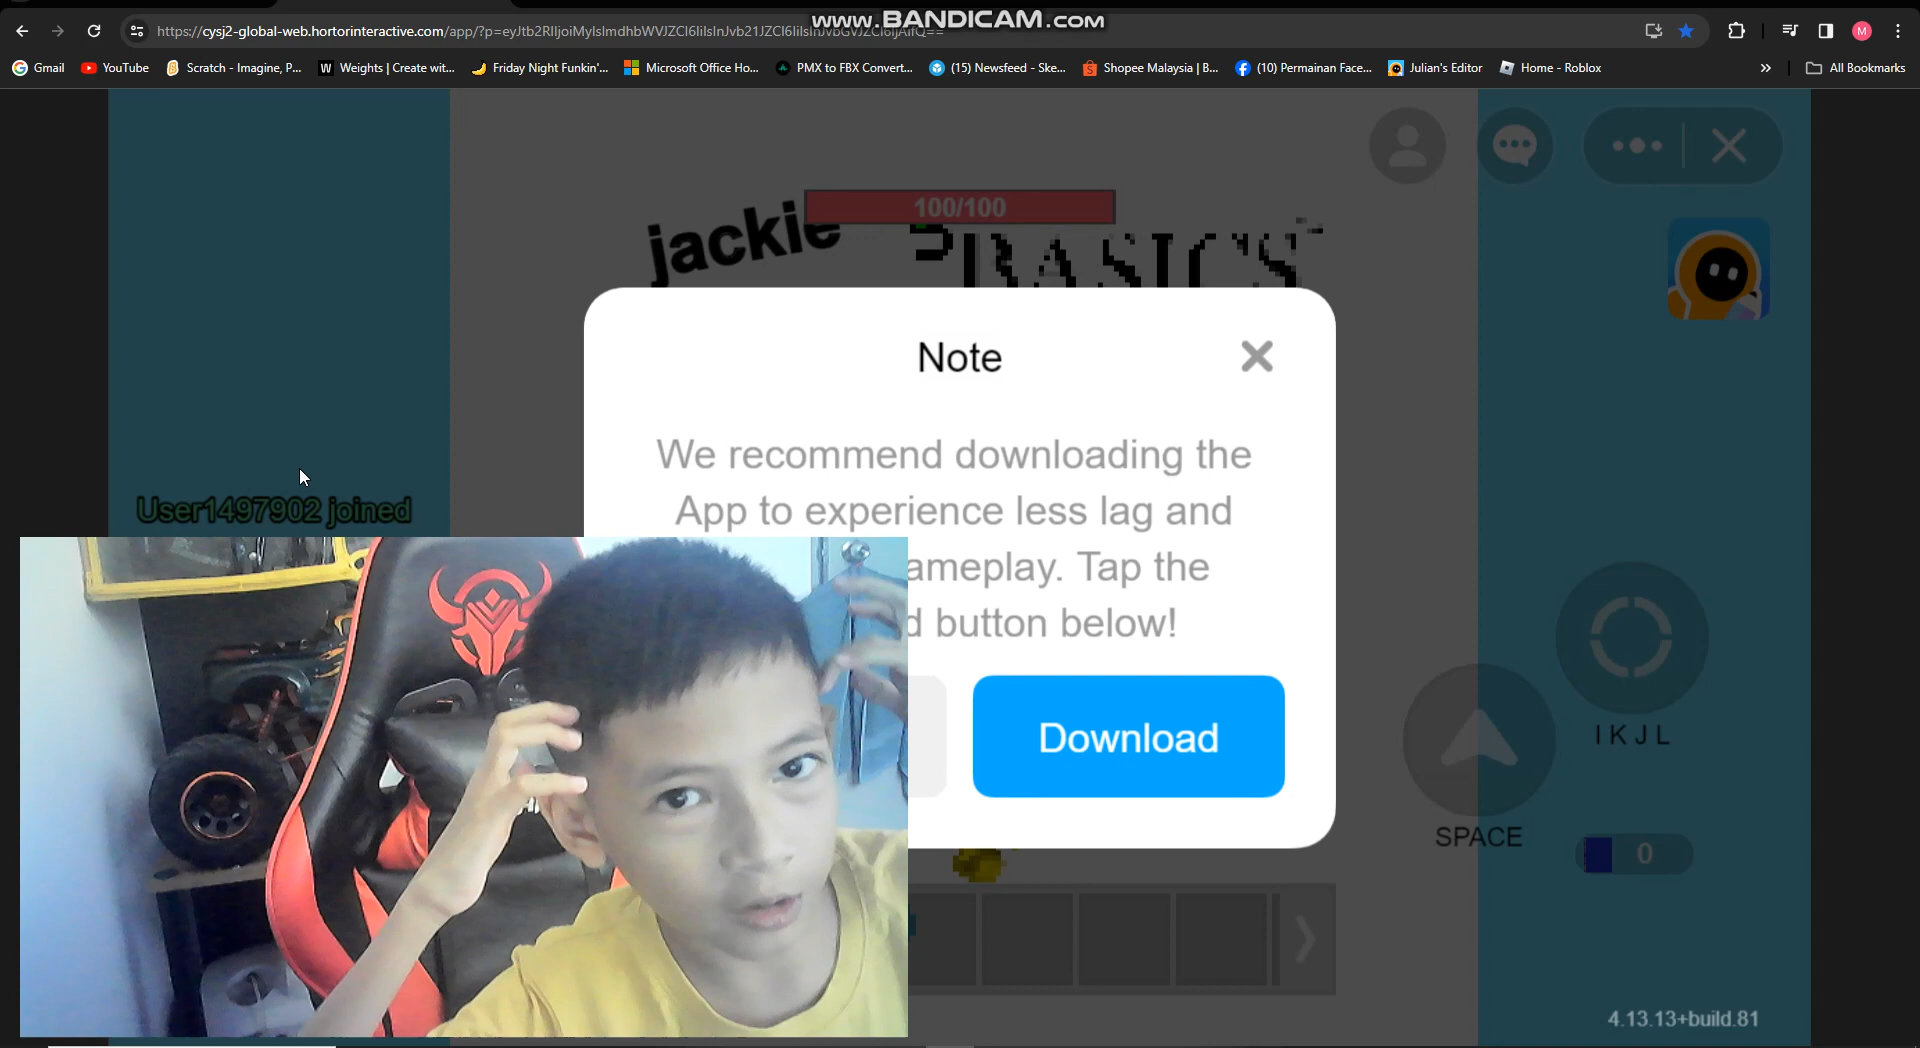 www.BANDICAM.com
https://cysj2-global-web.hortorinteractive.com/app/?p=
M
Gmail
YouTube
Scratch - Imagine, P...
Weights | Create wit...
Friday Night Funkin'...
Microsoft Office Ho...
PMX to FBX Convert...
(15) Newsfeed - Ske...
Shopee Malaysia | B...
(10) Permainan Face...
Julian's Editor
Home - Roblox
»
All Bookmarks
100/100
jackie
BASICS
Note
We recommend downloading the
App to experience less lag and
ameplay. Tap the
d button below!
User1497902 joined
Download
I K J L
SPACE
0
4.13.13+build.81